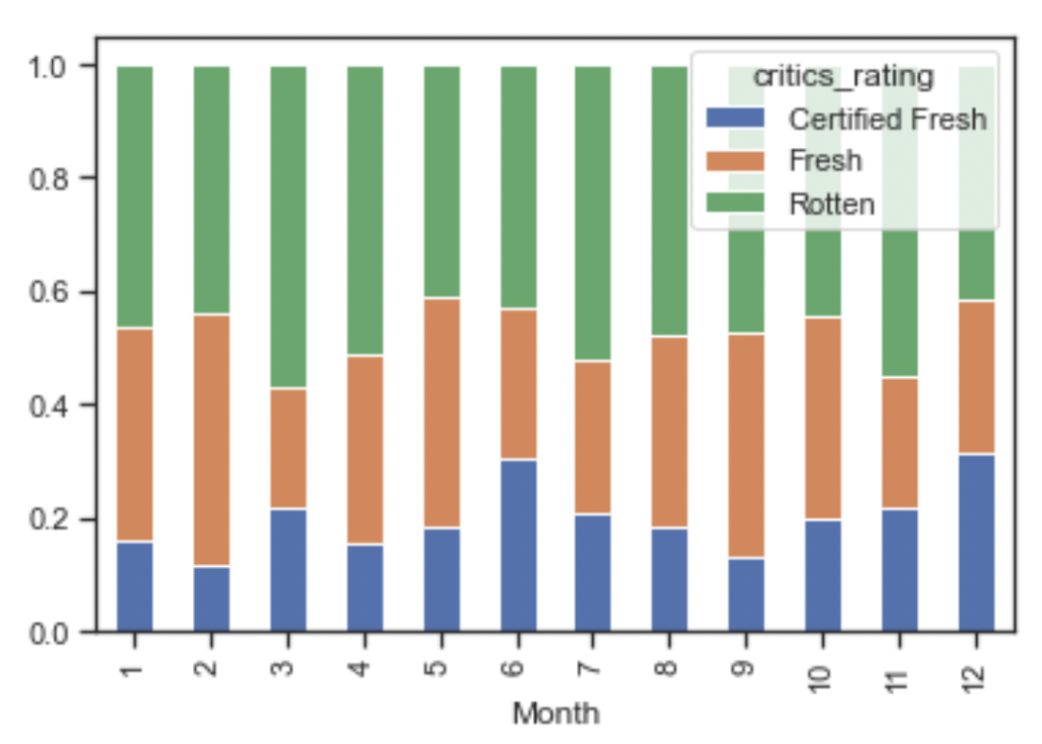 critics_rating
Certified Fresh
Fresh
Rotten
1.0
0.8
0.6
0.4
0.2
0.0
1 2 3 4 5 6 7 8 9 10 11 12
Month